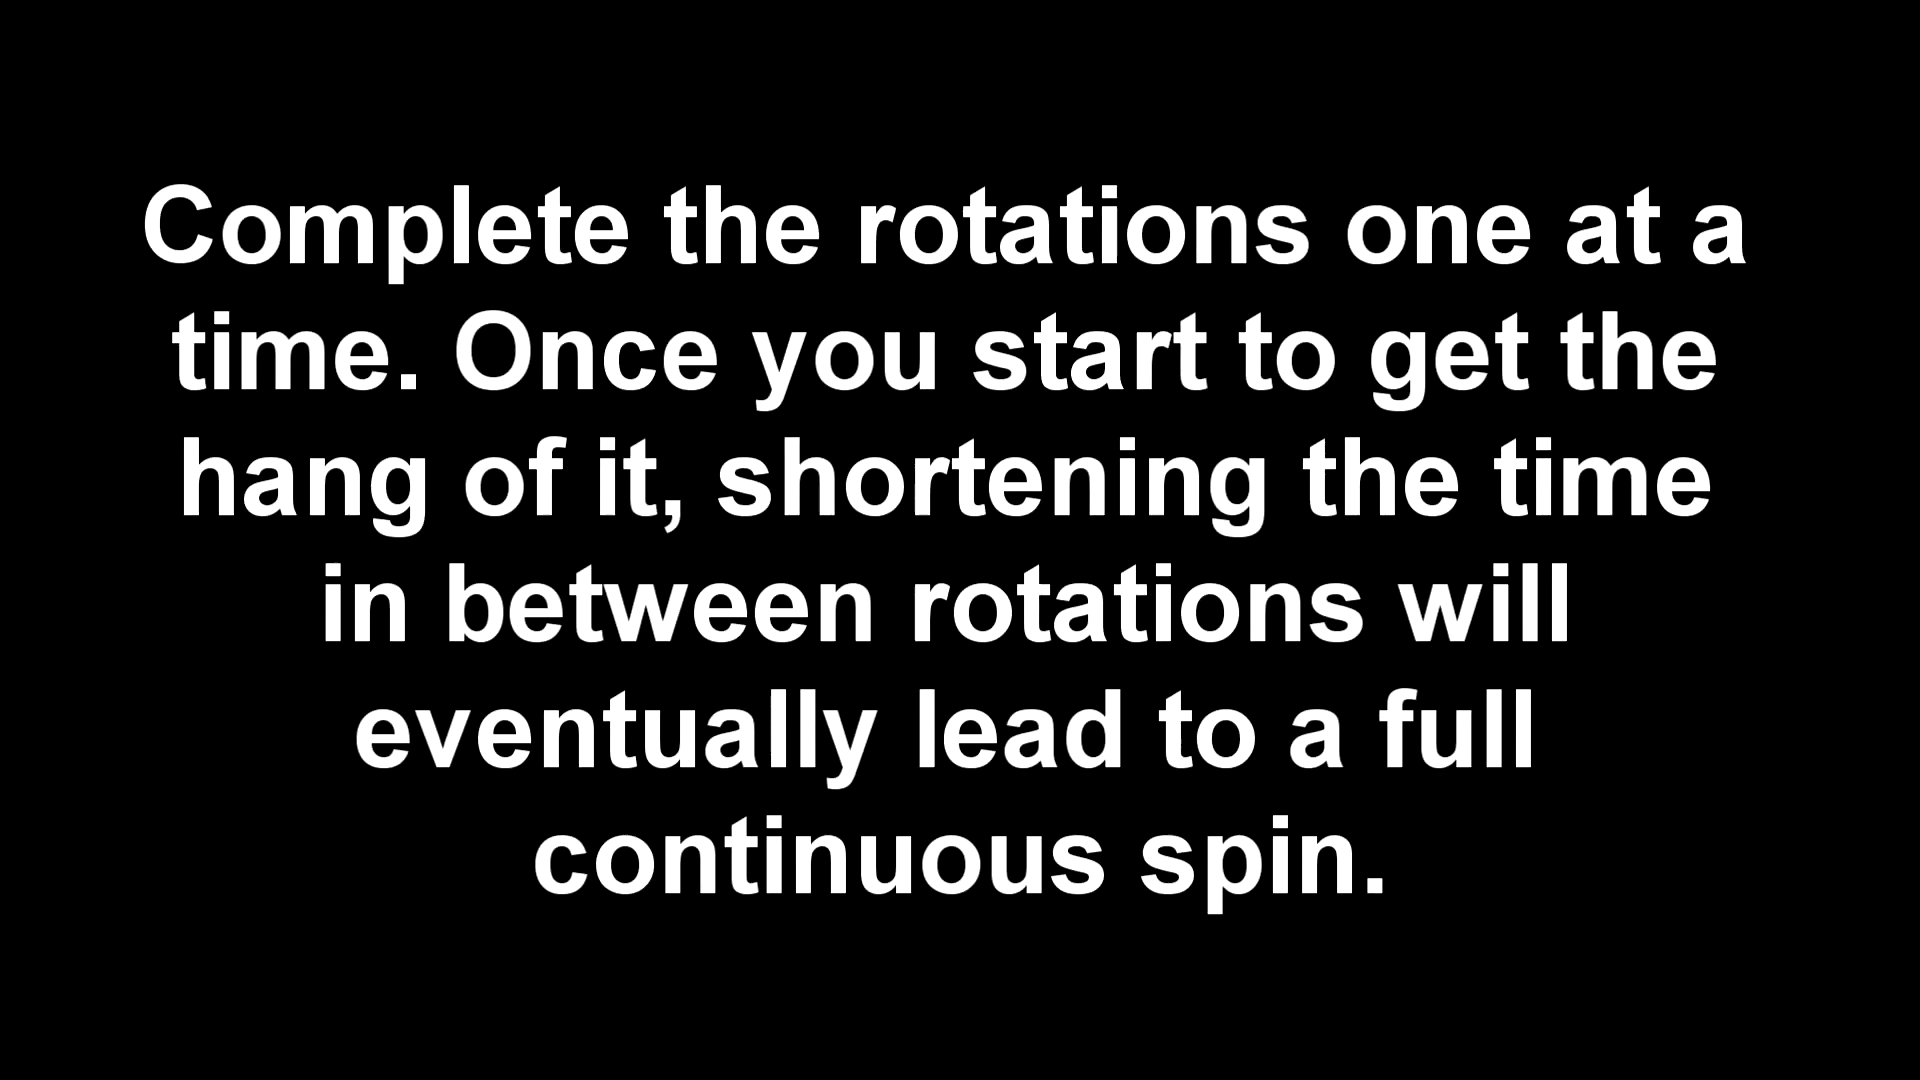 Complete the rotations one at a
time. Once you start to get the
hang of it, shortening the time
in between rotations will
eventually lead to a full
continuous spin.